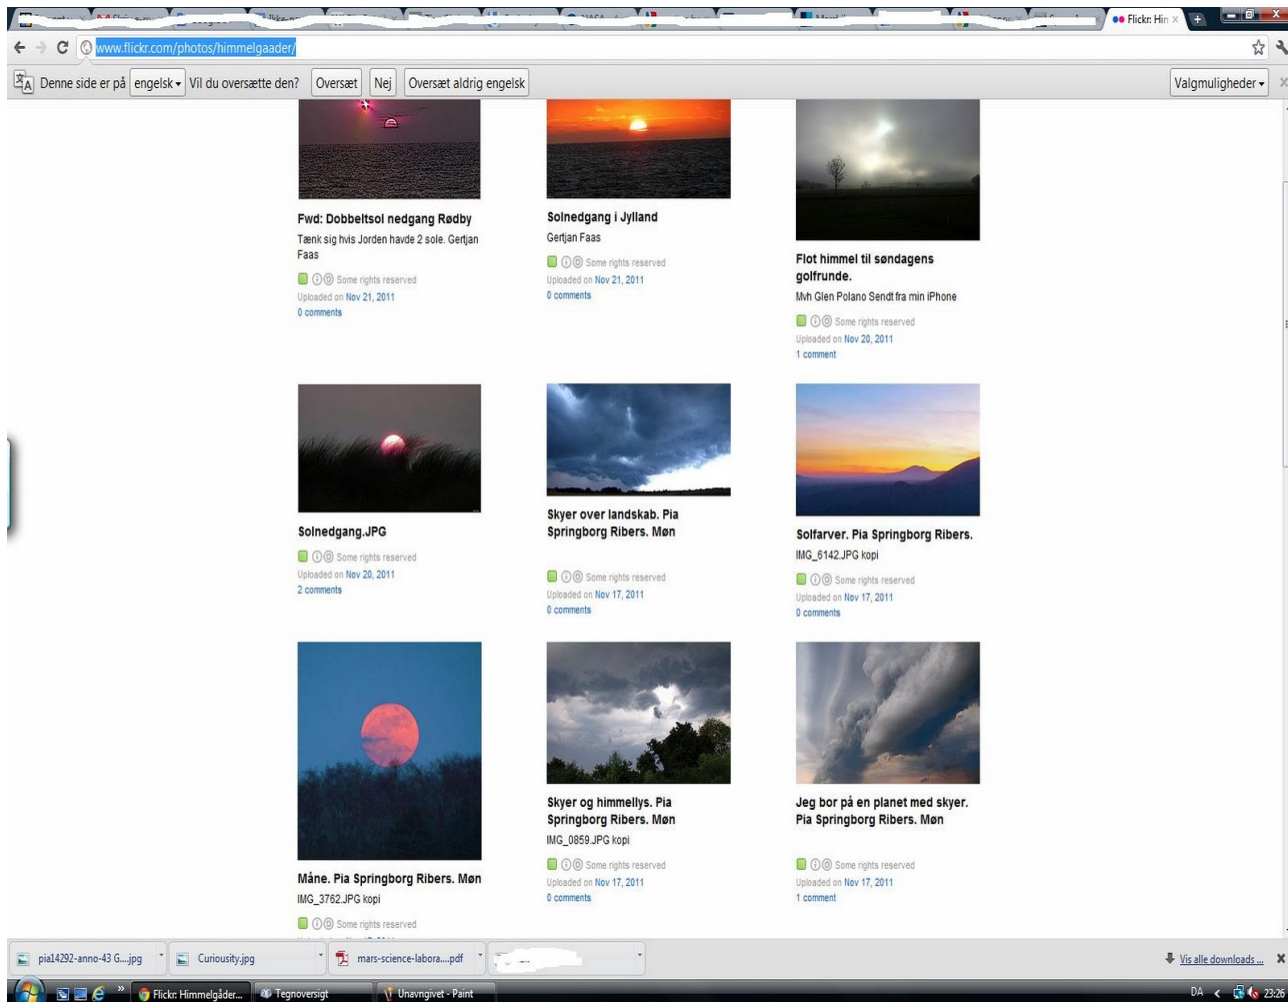 Flickr: Him
www.flickr.com/photos/himmelgaader/
Denne side er på engelsk Vil du oversætte den? Oversæt Nej Oversæt aldrig engelsk Valgmuligheder
Fwd: Dobbeltsol nedgang Rødby
Tænk sig hvis Jorden havde 2 sole. Gertjan
Faas
Some rights reserved
Uploaded on Nov 21, 2011
0 comments
Solnedgang i Jylland
Gertjan Faas
Some rights reserved
Uploaded on Nov 21, 2011
0 comments
Flot himmel til søndagens
golfrunde.
Mvh Glen Polano Sendt fra min iPhone
Some rights reserved
Uploaded on Nov 20, 2011
1 comment
Solnedgang.JPG
Some rights reserved
Uploaded on Nov 20, 2011
2 comments
Skyer over landskab. Pia
Springborg Ribers. Møn
Some rights reserved
Uploaded on Nov 17, 2011
0 comments
Solfarver. Pia Springborg Ribers.
IMG_6142.JPG kopi
Some rights reserved
Uploaded on Nov 17, 2011
0 comments
Måne. Pia Springborg Ribers. Møn
IMG_3762.JPG kopi
Some rights reserved
Skyer og himmellys. Pia
Springborg Ribers. Møn
IMG_0859.JPG kopi
Some rights reserved
Uploaded on Nov 17, 2011
0 comments
Jeg bor på en planet med skyer.
Pia Springborg Ribers. Møn
Some rights reserved
Uploaded on Nov 17, 2011
1 comment
pia14292-anno-43 G....jpg Curiousity.jpg mars-science-labora....pdf Vis alle downloads ...
Flickr: Himmelgåder... Tegnoversigt Unavngivet - Paint DA 23:26